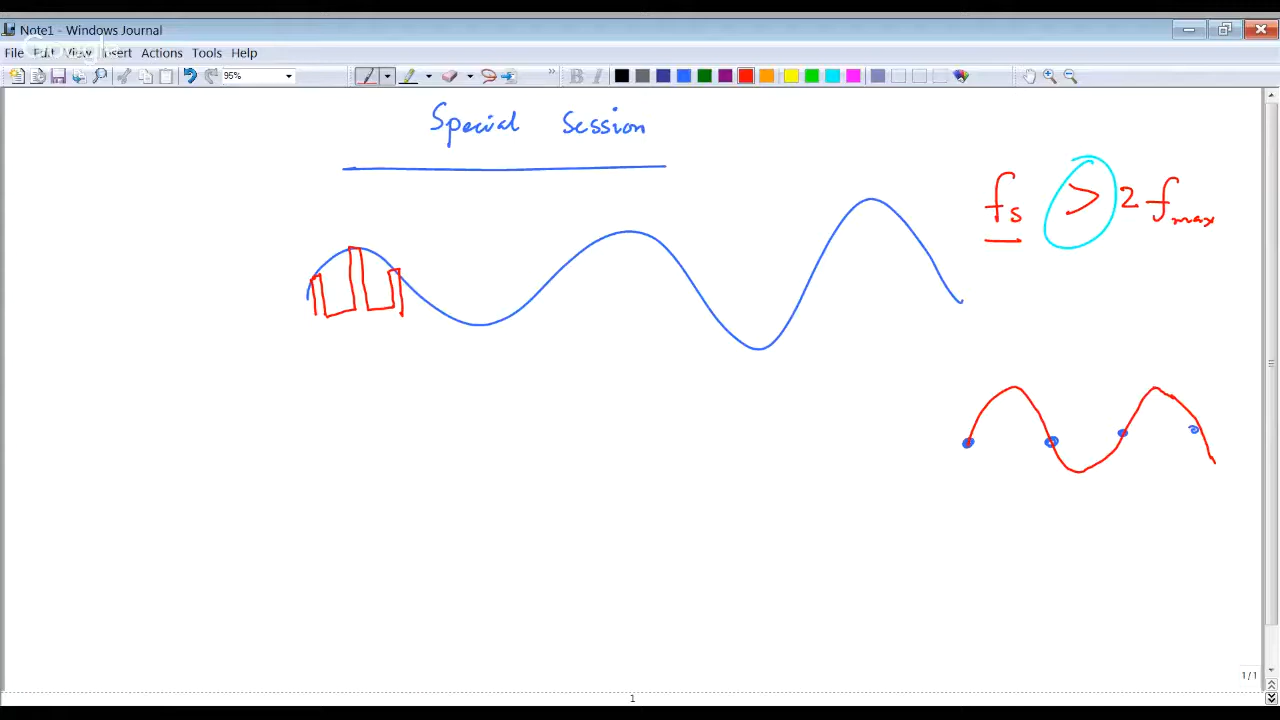 Note1 - Windows Journal
File Edit View Insert Actions Tools Help
Google
95%
B I
Special Session
fs > 2 fmax
1/1
1